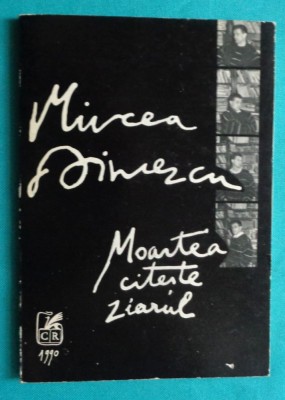 Mircea
Dinescu
Moartea
citește
ziarul
CR
1990